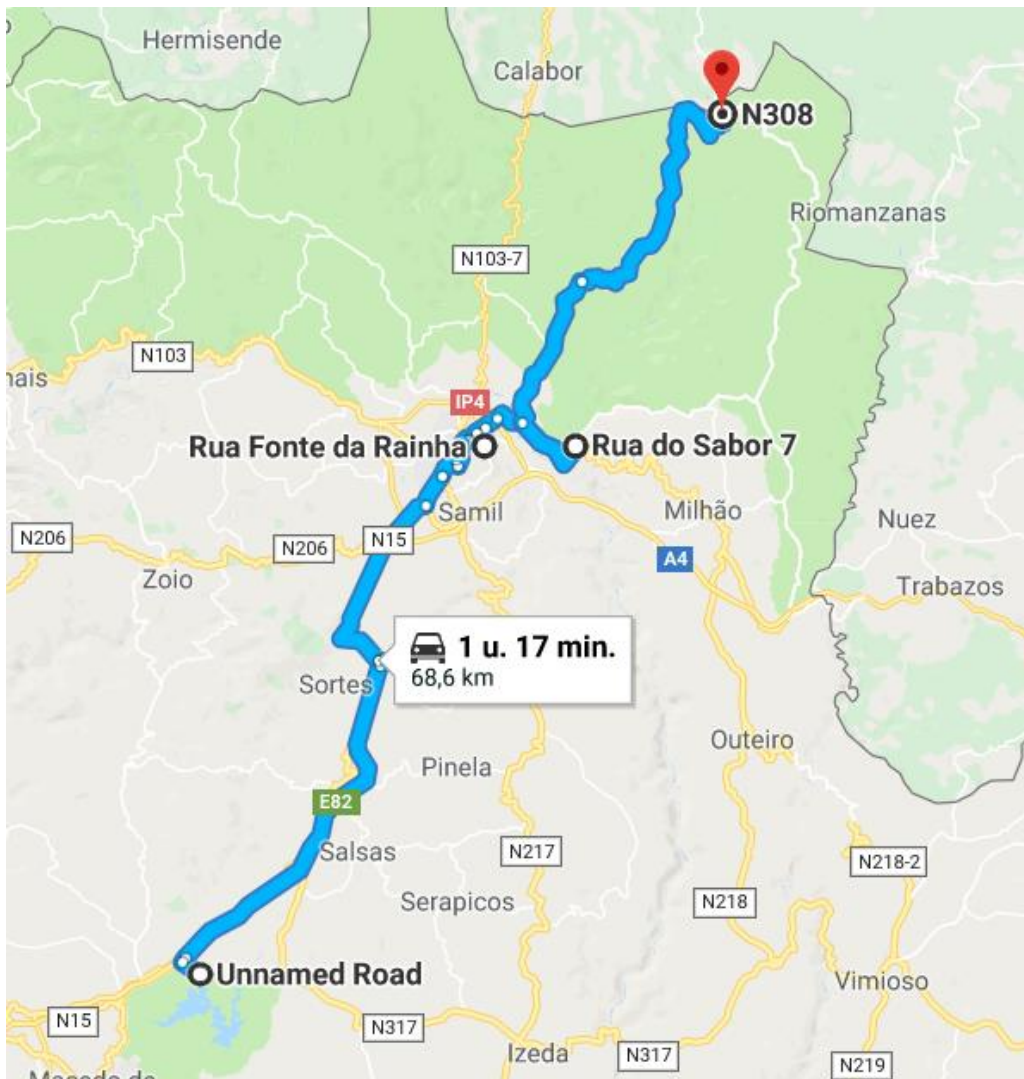 Hermisende
Calabor
N308
Riomanzanas
N103-7
N103
nais
IP4
Rua Fonte da Rainha
Rua do Sabor 7
Samil
Milhão
Nuez
N206
N206
N15
A4
Zoio
Trabazos
1 u. 17 min.
68,6 km
Sortes
Outeiro
Pinela
E82
Salsas
N217
N218-2
Serapicos
N218
Unnamed Road
Vimioso
N15
N317
Izeda
N317
N219